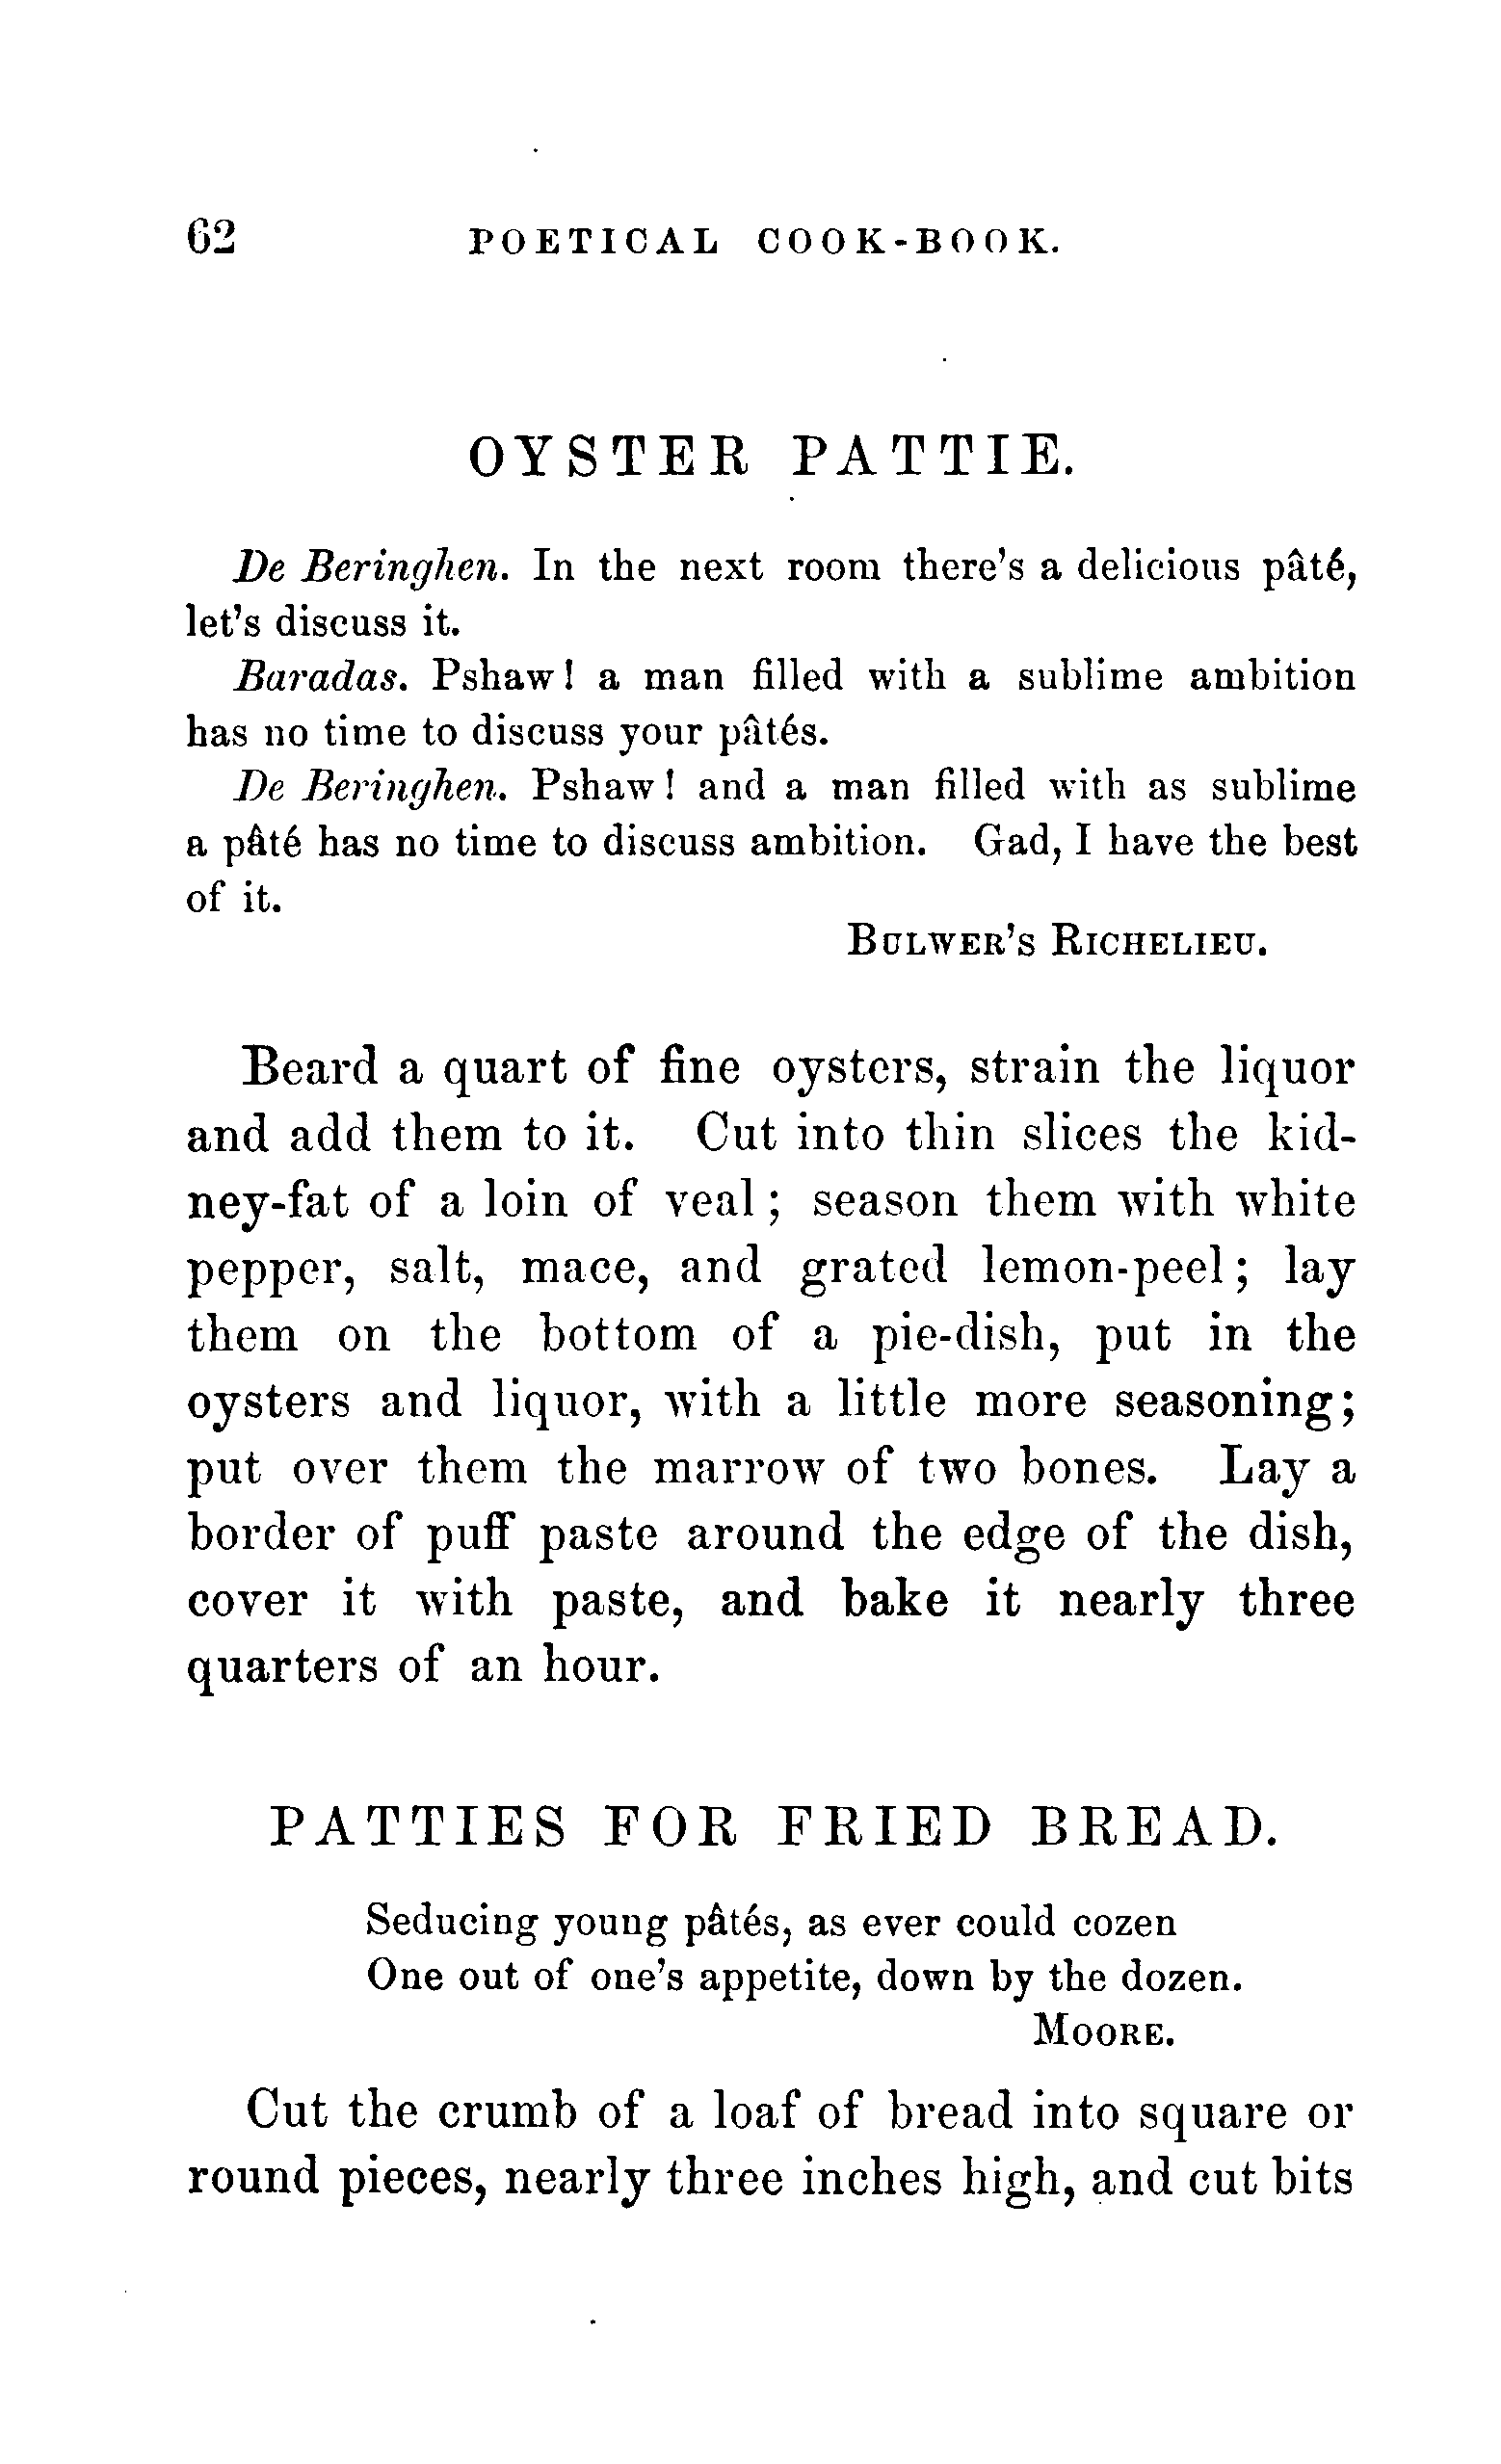 62 POETICAL COOK-BOOK.
OYSTER PATTIE.
De Beringhen. In the next room there's a delicious pâté,
let's discuss it.
Baradas. Pshaw! a man filled with a sublime ambition
has no time to discuss your pâtés.
De Beringhen. Pshaw! and a man filled with as sublime
a pâté has no time to discuss ambition. Gad, I have the best
of it.
BULWER'S RICHELIEU.
Beard a quart of fine oysters, strain the liquor
and add them to it. Cut into thin slices the kid-
ney-fat of a loin of veal; season them with white
pepper, salt, mace, and grated lemon-peel; lay
them on the bottom of a pie-dish, put in the
oysters and liquor, with a little more seasoning;
put over them the marrow of two bones. Lay a
border of puff paste around the edge of the dish,
cover it with paste, and bake it nearly three
quarters of an hour.
PATTIES FOR FRIED BREAD.
Seducing young pâtés, as ever could cozen
One out of one's appetite, down by the dozen.
MOORE.
Cut the crumb of a loaf of bread into square or
round pieces, nearly three inches high, and cut bits